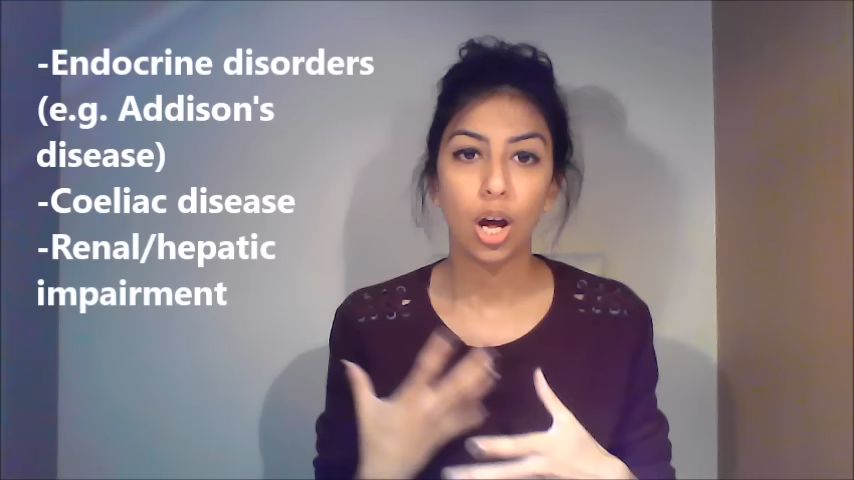 -Endocrine disorders
(e.g. Addison's
disease)
-Coeliac disease
-Renal/hepatic
impairment